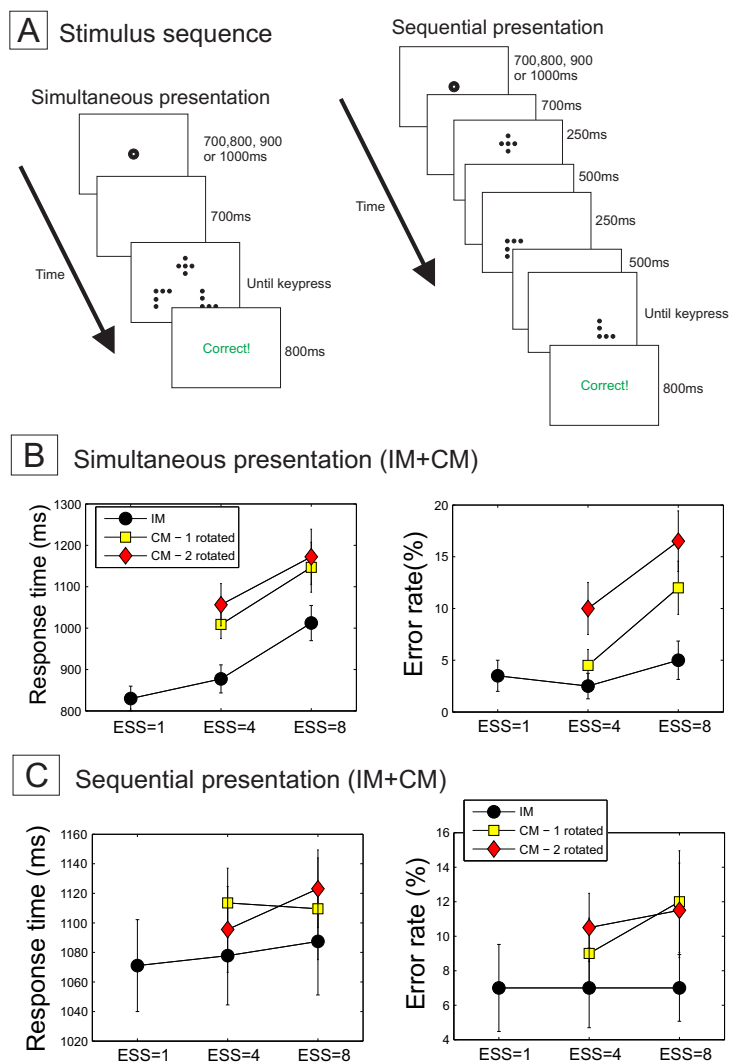 A Stimulus sequence
Simultaneous presentation
700,800, 900
or 1000ms
700ms
Time
Until keypress
Correct!
800ms
Sequential presentation
700,800, 900
or 1000ms
700ms
250ms
500ms
Time
250ms
500ms
Until keypress
Correct!
800ms
B Simultaneous presentation (IM+CM)
Response time (ms)
1300
1200
1100
1000
900
800
IM
CM − 1 rotated
CM − 2 rotated
ESS=1 ESS=4 ESS=8
Error rate(%)
20
15
10
5
0
ESS=1 ESS=4 ESS=8
C Sequential presentation (IM+CM)
Response time (ms)
1160
1140
1120
1100
1080
1060
1040
1020
ESS=1 ESS=4 ESS=8
IM
CM − 1 rotated
CM − 2 rotated
Error rate (%)
16
14
12
10
8
6
4
ESS=1 ESS=4 ESS=8